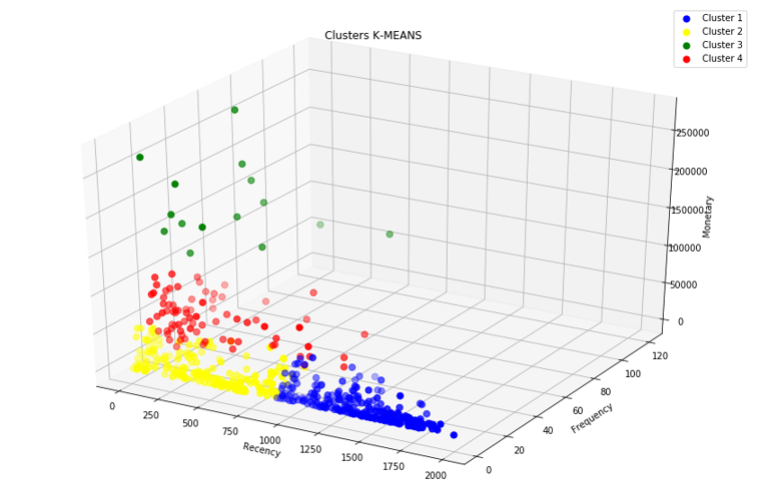 Cluster 1
Cluster 2
Cluster 3
Cluster 4
Clusters K-MEANS
250000
200000
150000
100000
50000
0
Monetary
120
100
80
60
40
20
0
Frequency
0
250
500
750
1000
1250
1500
1750
2000
Recency